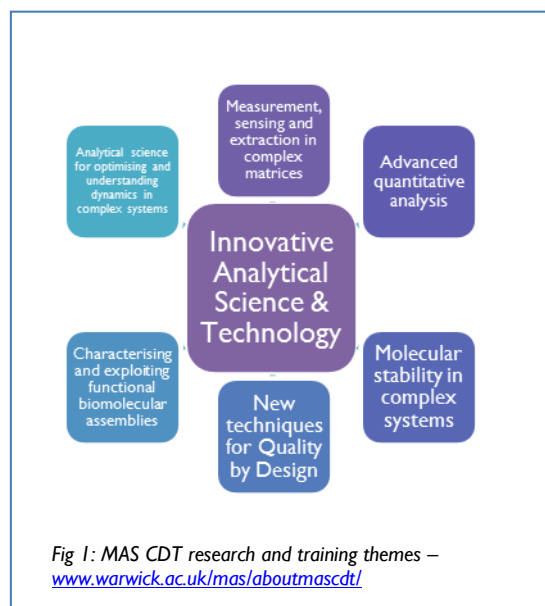 Measurement,
sensing and
extraction in
complex
matrices
Analytical science
for optimising and
understanding
dynamics in
complex systems
Advanced
quantitative
analysis
Innovative
Analytical
Science &
Technology
Characterising
and exploiting
functional
biomolecular
assemblies
Molecular
stability in
complex
systems
New
techniques
for Quality
by Design
Fig 1: MAS CDT research and training themes –
www.warwick.ac.uk/mas/aboutmascdt/